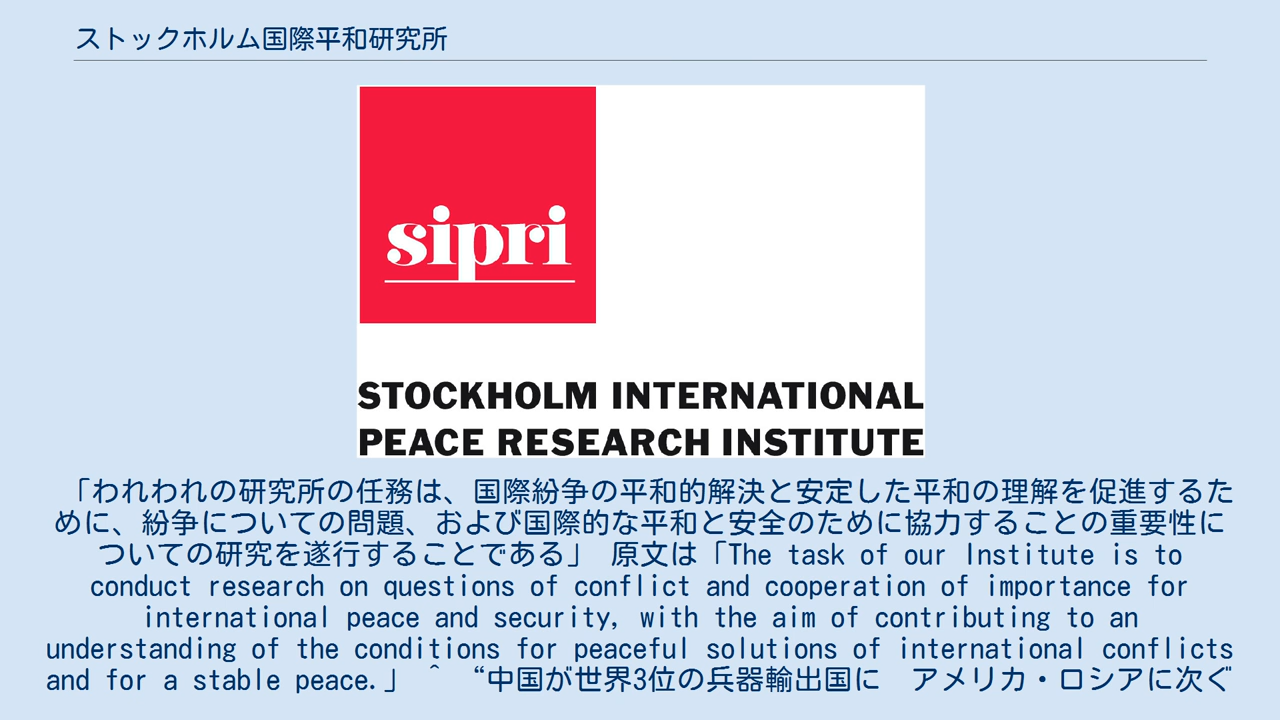 ストックホルム国際平和研究所
sipri
STOCKHOLM INTERNATIONAL
PEACE RESEARCH INSTITUTE
「われわれの研究所の任務は、国際紛争の平和的解決と安定した平和の理解を促進するた
めに、紛争についての問題、および国際的な平和と安全のために協力することの重要性に
ついての研究を遂行することである」 原文は「The task of our Institute is to
conduct research on questions of conflict and cooperation of importance for
international peace and security, with the aim of contributing to an
understanding of the conditions for peaceful solutions of international conflicts
and for a stable peace.」 ^ “中国が世界3位の兵器輸出国に　アメリカ・ロシアに次ぐ